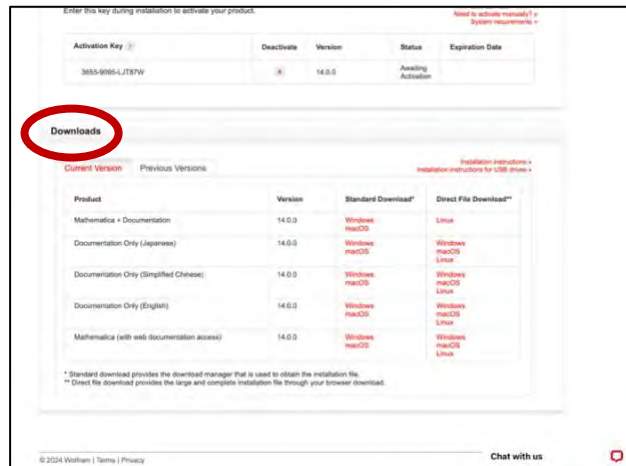 Enter this key during installation to activate your product.
Need to activate manually? »
System requirements »
Activation Key ? Deactivate Version Status Expiration Date
14.0.0 Awaiting
Activation
Downloads
Installation instructions »
Current Version Previous Versions Installation instructions for USB drives »
Product Version Standard Download* Direct File Download**
Mathematica + Documentation 14.0.0 Windows Linux
macOS
Documentation Only (Japanese) 14.0.0 Windows Windows
macOS macOS
Linux
Documentation Only (Simplified Chinese) 14.0.0 Windows Windows
macOS macOS
Linux
Documentation Only (English) 14.0.0 Windows Windows
macOS macOS
Linux
Mathematica (with web documentation access) 14.0.0 Windows Windows
macOS macOS
Linux
* Standard download provides the download manager that is used to obtain the installation file.
** Direct file download provides the large and complete installation file through your browser download.
© 2024 Wolfram | Terms | Privacy Chat with us